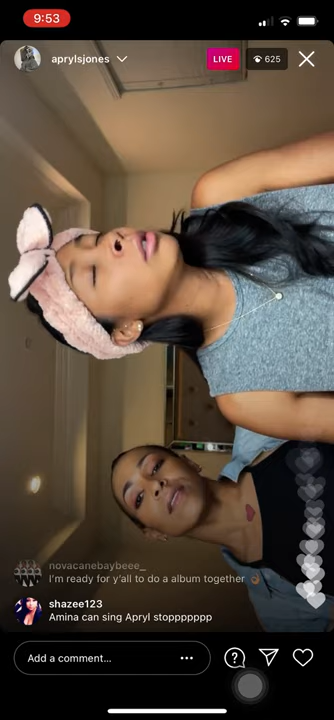 9:53
aprylsjones
LIVE
625
novacanebaybeee_
I'm ready for y'all to do a album together 👌🏽
shazee123
Amina can sing Apryl stoppppppp
Add a comment...